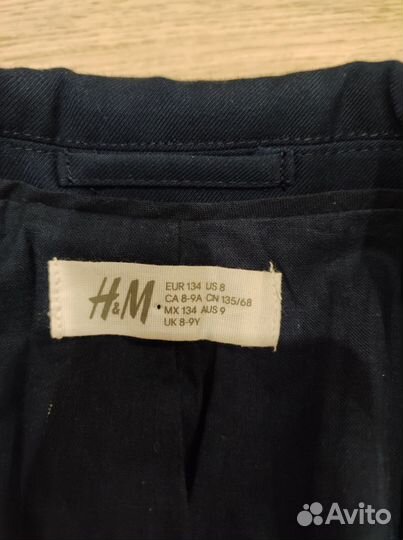 H&M
EUR 134 US 8
CA 8-9A CN 135/68
MX 134 AUS 9
UK 8-9Y
Avito